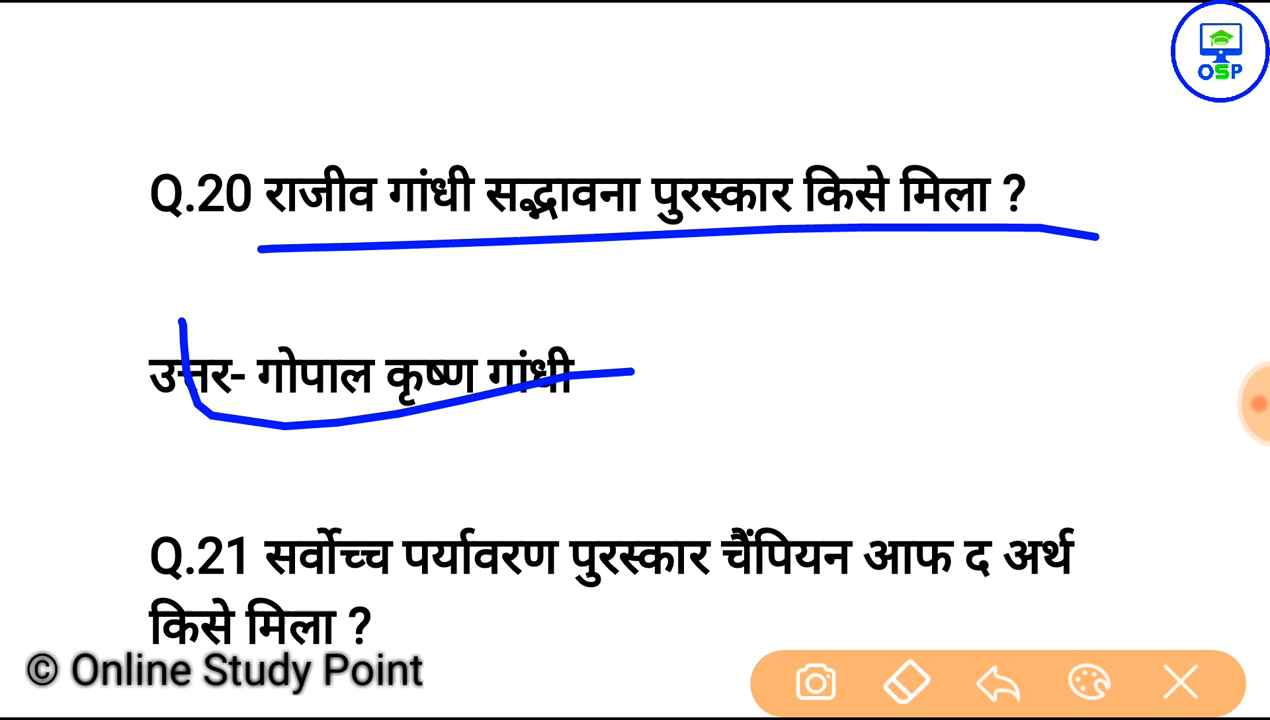 OSP
Q.20 राजीव गांधी सद्भावना पुरस्कार किसे मिला ?
उत्तर- गोपाल कृष्ण गांधी
Q.21 सर्वोच्च पर्यावरण पुरस्कार चैंपियन आफ द अर्थ
किसे मिला ?
© Online Study Point